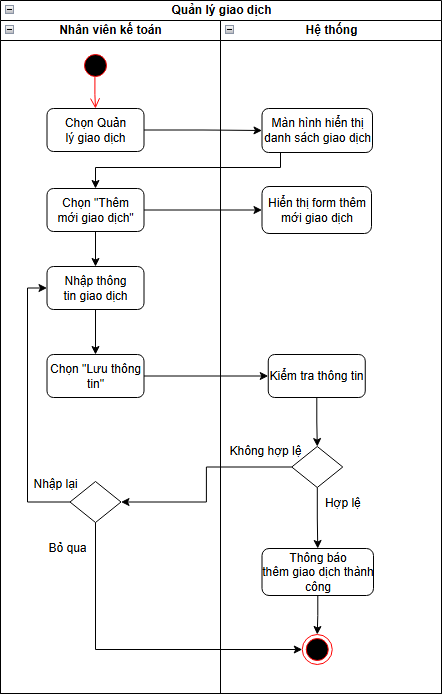 Quản lý giao dịch
Nhân viên kế toán
Hệ thống
Chọn Quản
lý giao dịch
Màn hình hiển thị
danh sách giao dịch
Chọn "Thêm
mới giao dịch"
Hiển thị form thêm
mới giao dịch
Nhập thông
tin giao dịch
Chọn "Lưu thông
tin"
Kiểm tra thông tin
Không hợp lệ
Nhập lại
Hợp lệ
Bỏ qua
Thông báo
thêm giao dịch thành
công